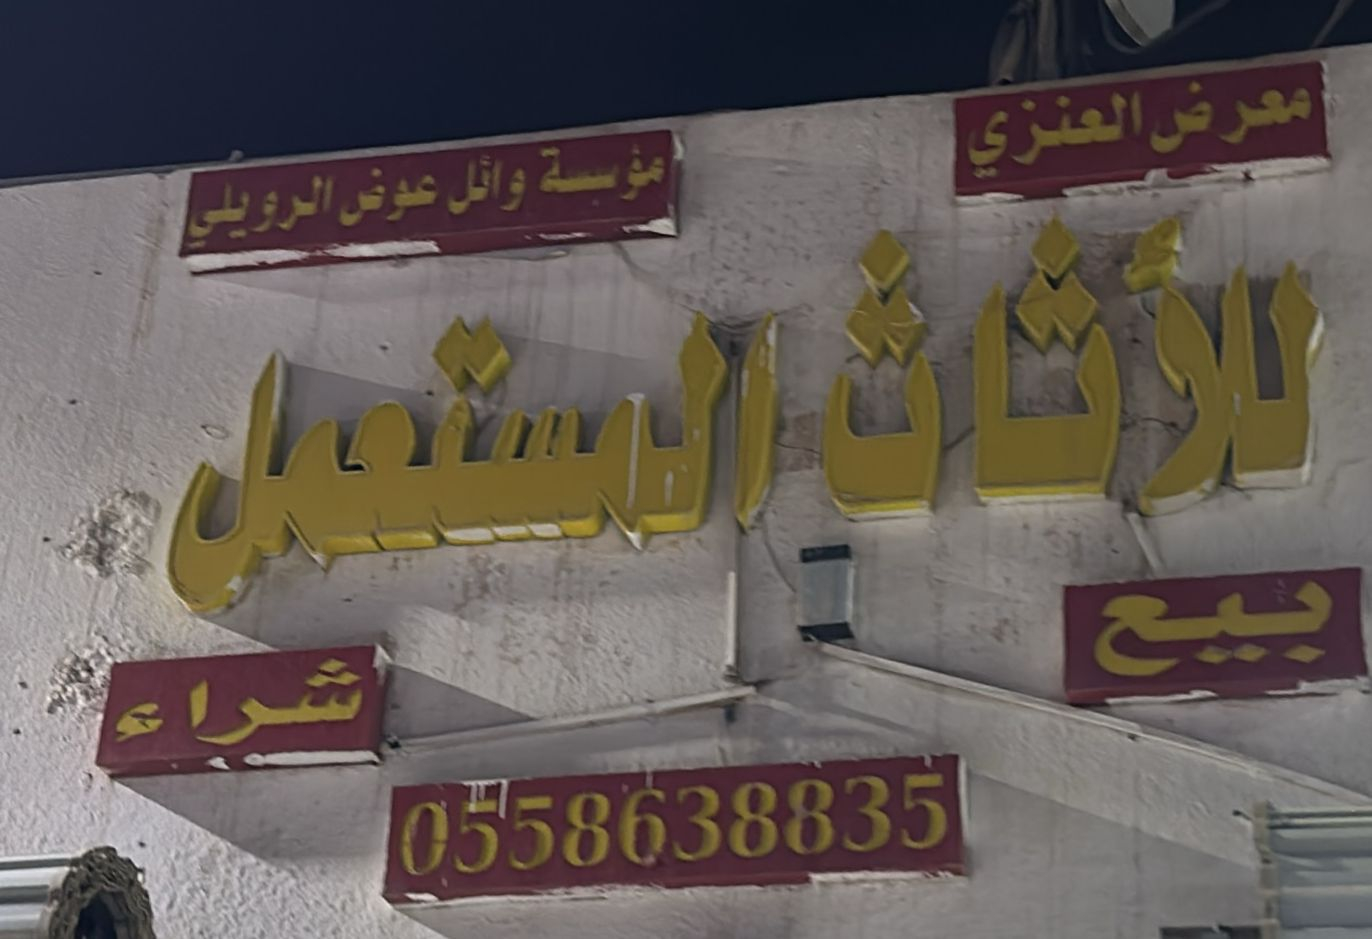 معرض العنزي
مؤسسة وائل عوض الرويلي
للأثاث المستعمل
بيع
شراء
0558638835